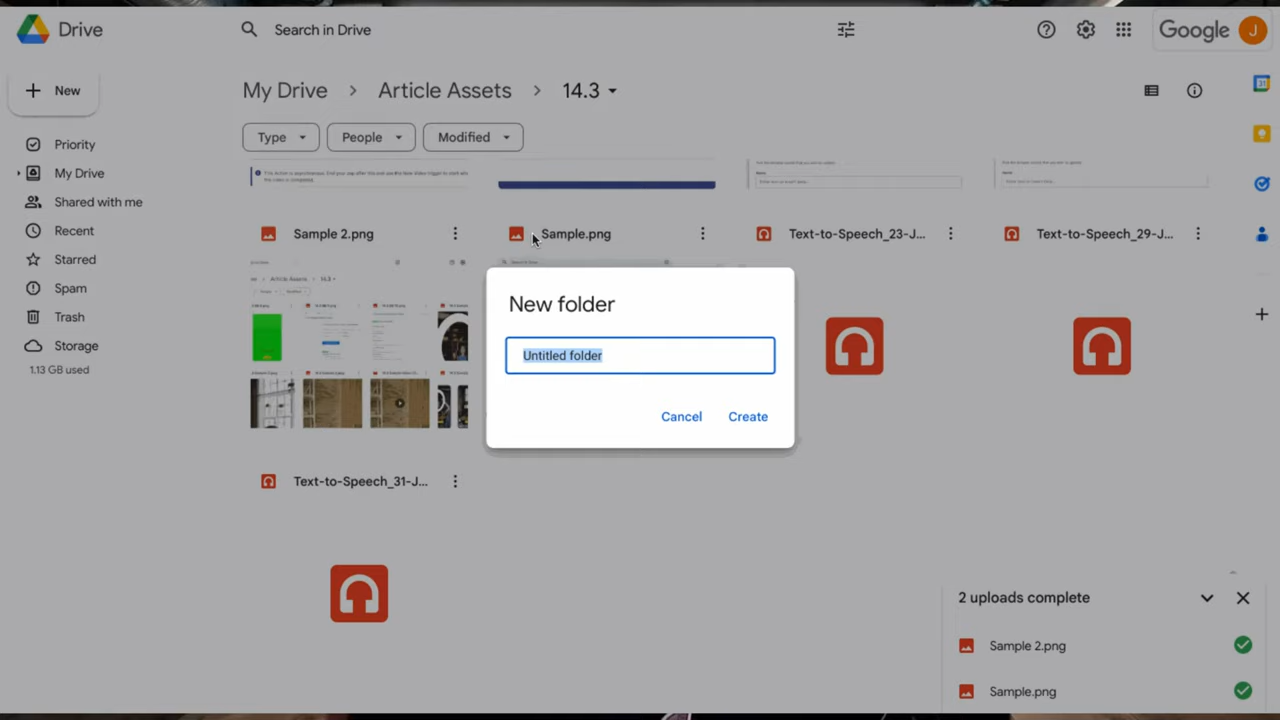 Drive
Search in Drive
Google
J
New
My Drive > Article Assets > 14.3
Type
People
Modified
Priority
My Drive
Shared with me
Recent
Starred
Spam
Trash
Storage
1.13 GB used
Sample 2.png
Sample.png
Text-to-Speech_23-J...
Text-to-Speech_29-J...
New folder
Untitled folder
Cancel
Create
Text-to-Speech_31-J...
2 uploads complete
Sample 2.png
Sample.png
31